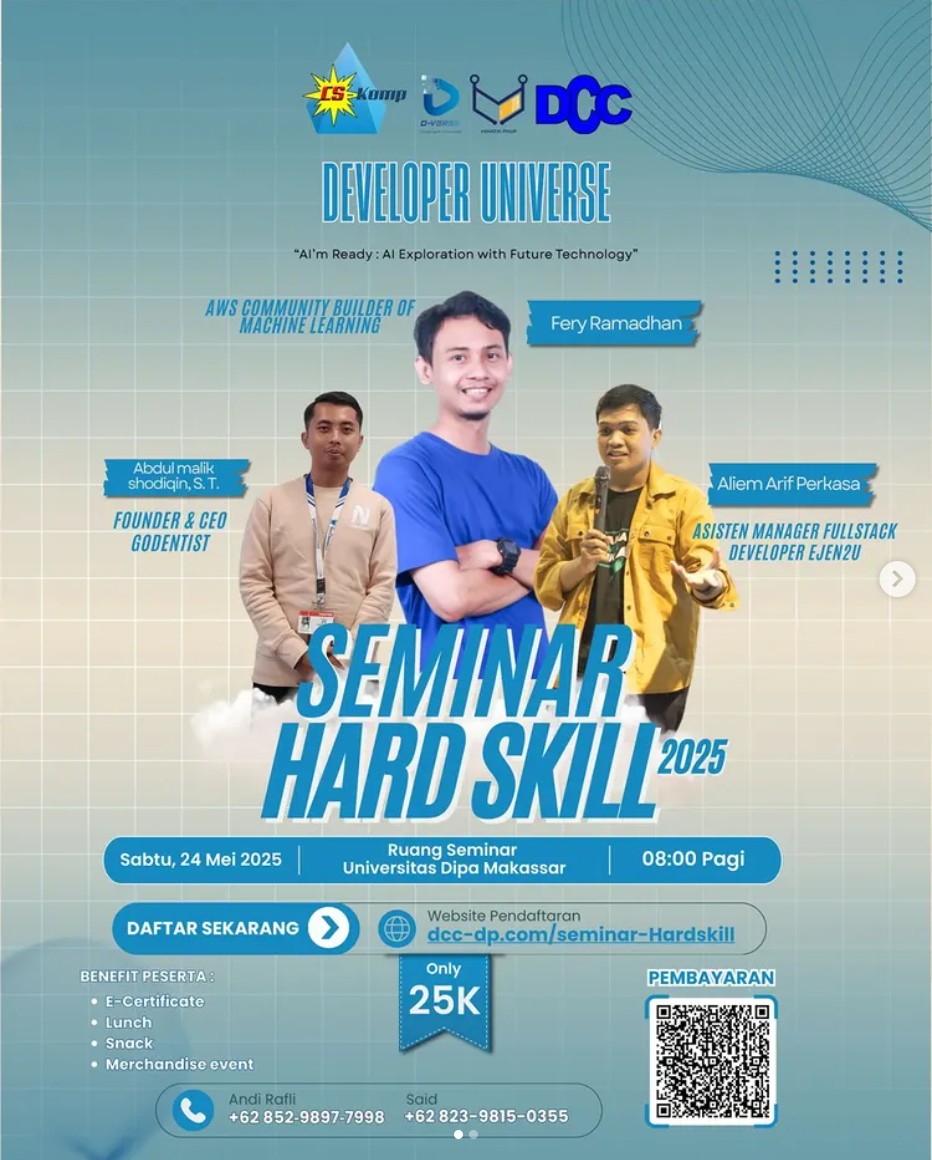 CS-Komp
D-VERSE
DCC
DEVELOPER UNIVERSE
“AI’m Ready : AI Exploration with Future Technology”
AWS COMMUNITY BUILDER OF
MACHINE LEARNING
Fery Ramadhan
Abdul malik
shodiqin, S. T.
FOUNDER & CEO
GODENTIST
Aliem Arif Perkasa
ASISTEN MANAGER FULLSTACK
DEVELOPER EJEN2U
SEMINAR
HARD SKILL 2025
Sabtu, 24 Mei 2025
Ruang Seminar
Universitas Dipa Makassar
08:00 Pagi
DAFTAR SEKARANG
Website Pendaftaran
dcc-dp.com/seminar-Hardskill
BENEFIT PESERTA :
• E-Certificate
• Lunch
• Snack
• Merchandise event
Only
25K
PEMBAYARAN
Andi Rafli
+62 852-9897-7998
Said
+62 823-9815-0355